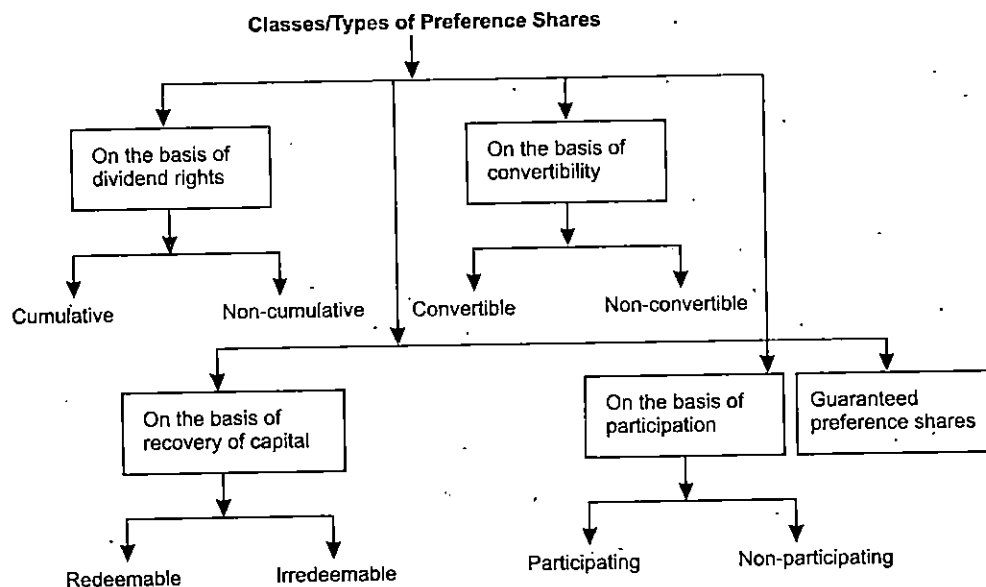 Classes/Types of Preference Shares
On the basis of
dividend rights
On the basis of
convertibility
Cumulative
Non-cumulative
Convertible
Non-convertible
On the basis of
recovery of capital
On the basis of
participation
Guaranteed
preference shares
Redeemable
Irredeemable
Participating
Non-participating